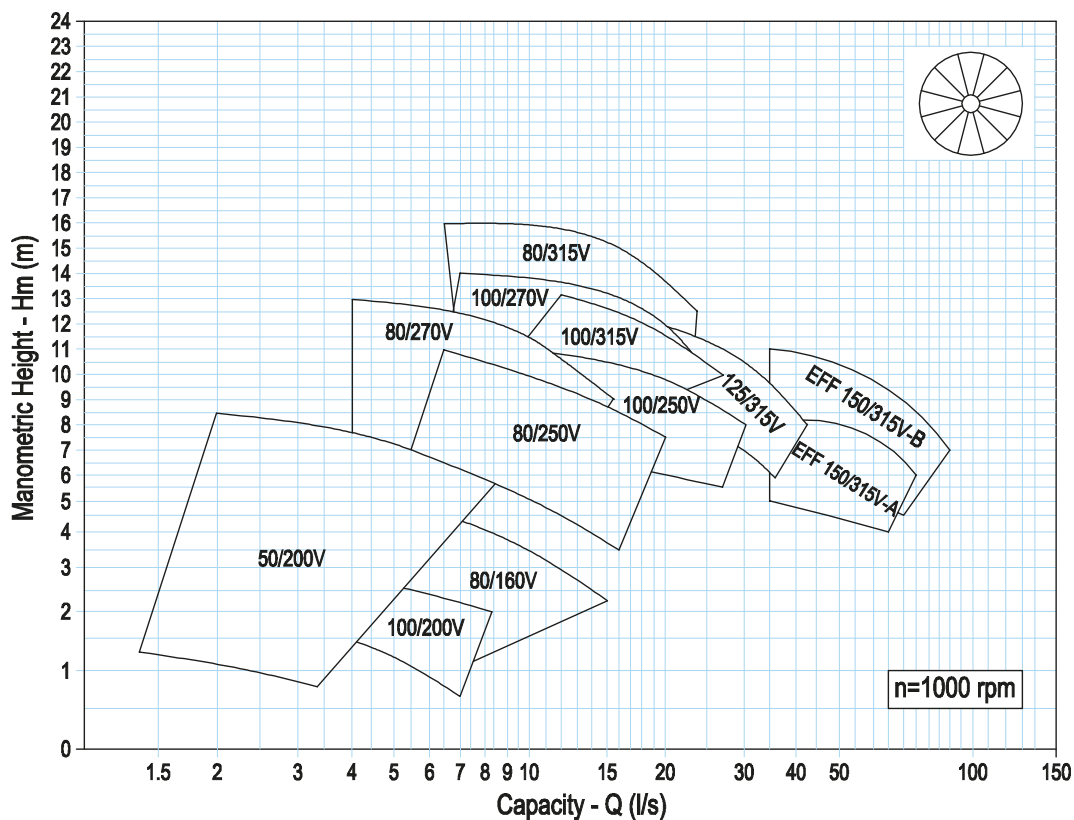 24
23
22
21
20
19
18
17
16
15
14
13
12
11
10
9
8
7
6
5
4
3
2
1
0
Manometric Height - Hm (m)
80/315V
100/270V
80/270V
100/315V
125/315V
100/250V
EFF 150/315V-B
80/250V
EFF 150/315V-A
50/200V
80/160V
100/200V
n=1000 rpm
1.5 2 3 4 5 6 7 8 9 10 15 20 30 40 50 100 150
Capacity - Q (l/s)